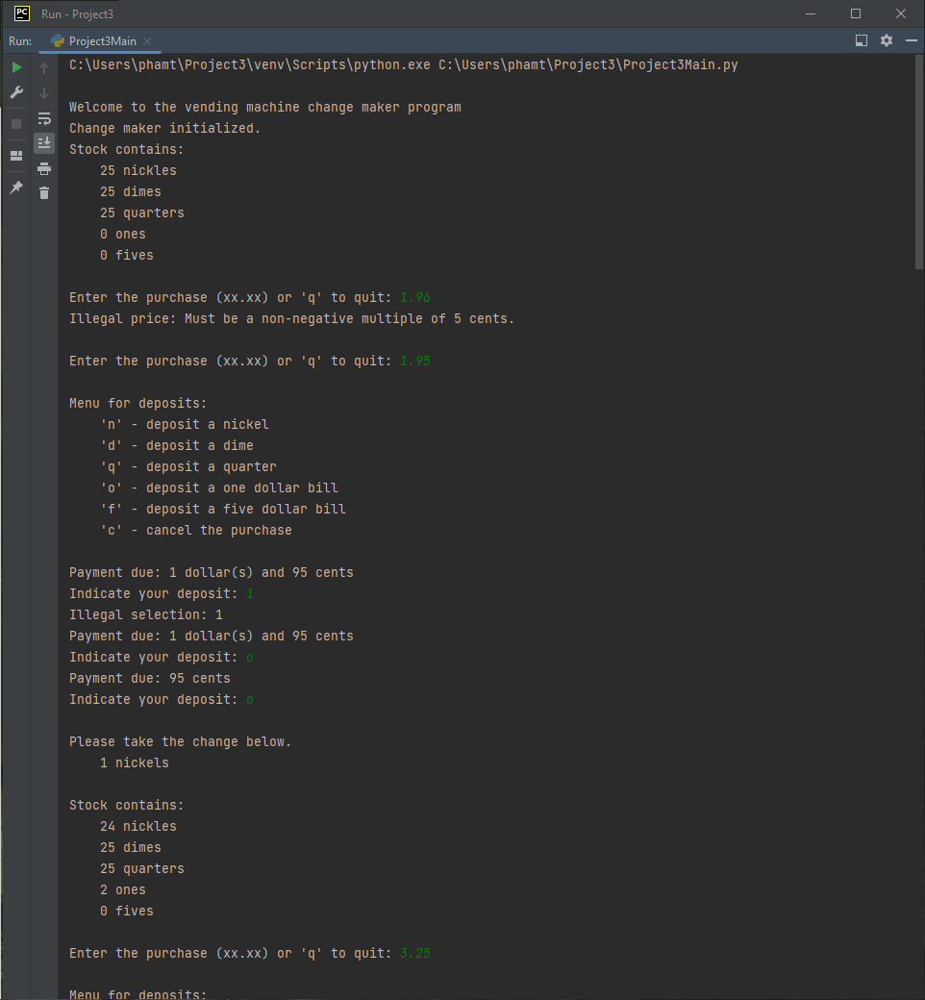 PC Run - Project3
Run: Project3Main
C:\Users\phamt\Project3\venv\Scripts\python.exe C:\Users\phamt\Project3\Project3Main.py
Welcome to the vending machine change maker program
Change maker initialized.
Stock contains:
25 nickles
25 dimes
25 quarters
0 ones
0 fives
Enter the purchase (xx.xx) or 'q' to quit: 1.96
Illegal price: Must be a non-negative multiple of 5 cents.
Enter the purchase (xx.xx) or 'q' to quit: 1.95
Menu for deposits:
'n' - deposit a nickel
'd' - deposit a dime
'q' - deposit a quarter
'o' - deposit a one dollar bill
'f' - deposit a five dollar bill
'c' - cancel the purchase
Payment due: 1 dollar(s) and 95 cents
Indicate your deposit: 1
Illegal selection: 1
Payment due: 1 dollar(s) and 95 cents
Indicate your deposit: o
Payment due: 95 cents
Indicate your deposit: o
Please take the change below.
1 nickels
Stock contains:
24 nickles
25 dimes
25 quarters
2 ones
0 fives
Enter the purchase (xx.xx) or 'q' to quit: 3.25
Menu for deposits: